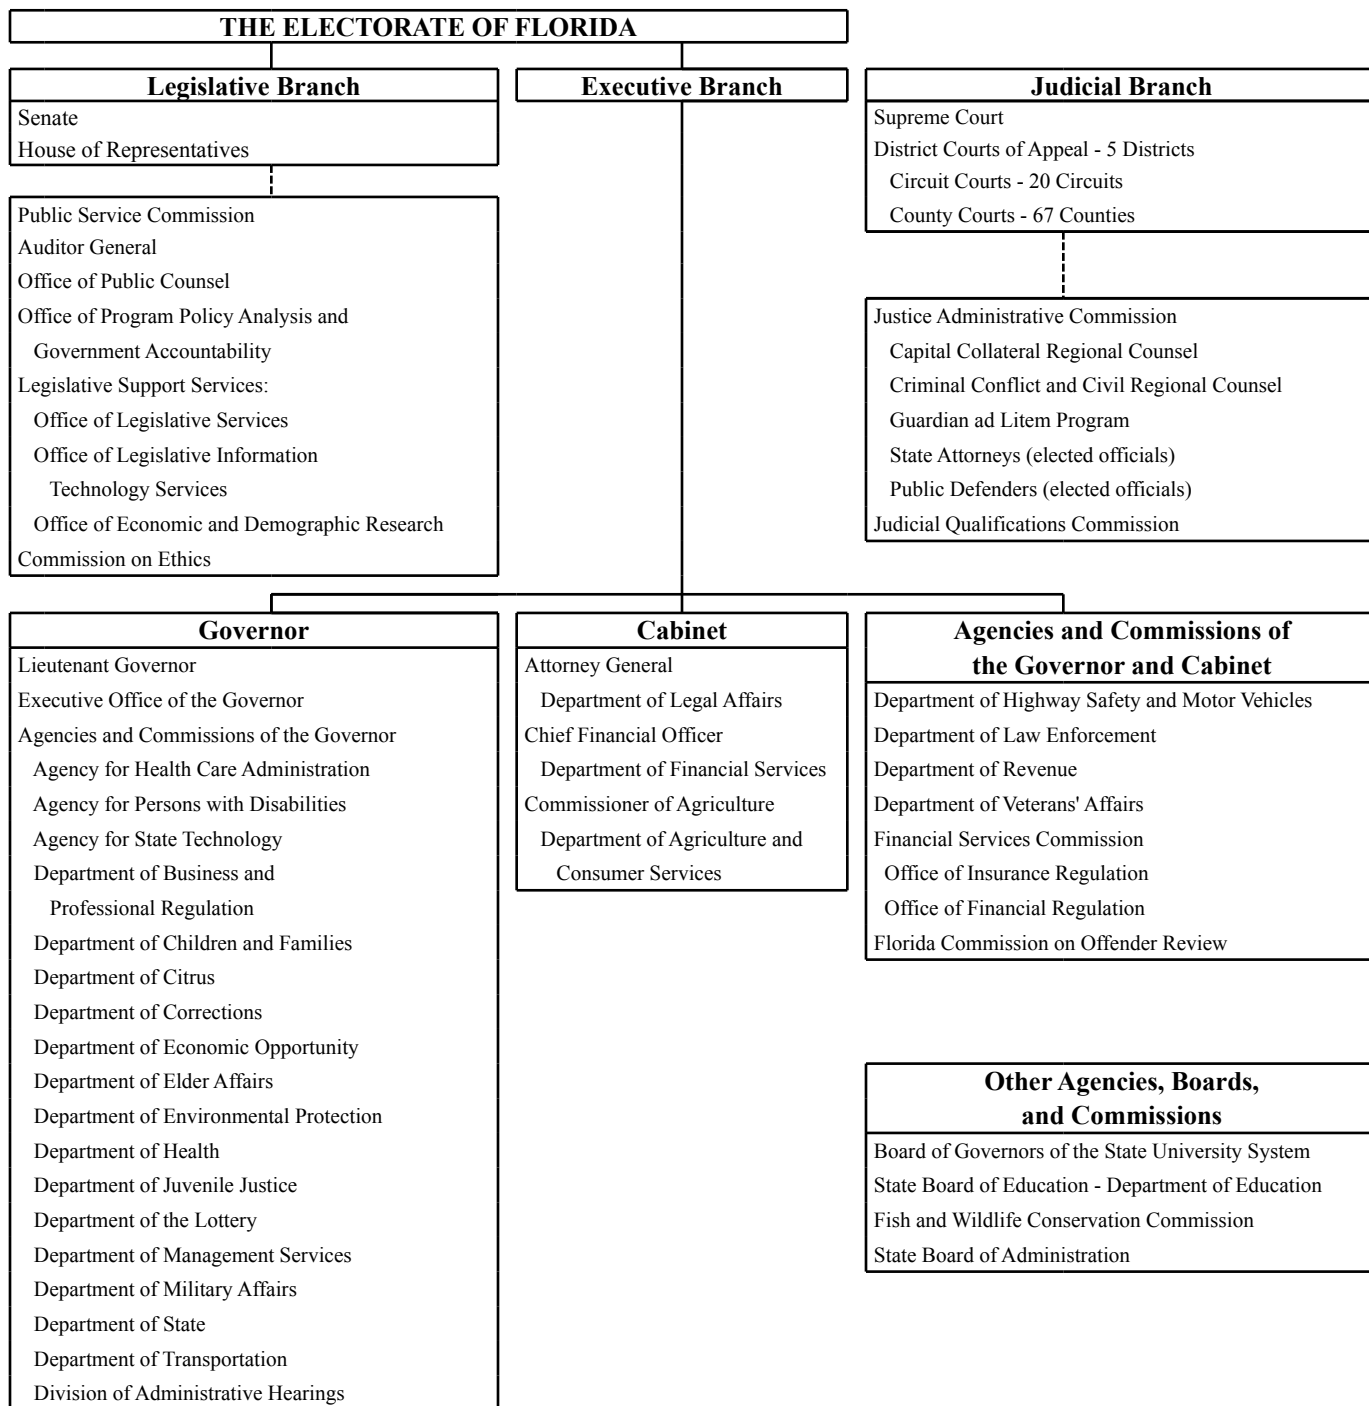 THE ELECTORATE OF FLORIDA
Legislative Branch
Senate
House of Representatives
Public Service Commission
Auditor General
Office of Public Counsel
Office of Program Policy Analysis and
Government Accountability
Legislative Support Services:
Office of Legislative Services
Office of Legislative Information
Technology Services
Office of Economic and Demographic Research
Commission on Ethics
Executive Branch
Judicial Branch
Supreme Court
District Courts of Appeal - 5 Districts
Circuit Courts - 20 Circuits
County Courts - 67 Counties
Justice Administrative Commission
Capital Collateral Regional Counsel
Criminal Conflict and Civil Regional Counsel
Guardian ad Litem Program
State Attorneys (elected officials)
Public Defenders (elected officials)
Judicial Qualifications Commission
Governor
Lieutenant Governor
Executive Office of the Governor
Agencies and Commissions of the Governor
Agency for Health Care Administration
Agency for Persons with Disabilities
Agency for State Technology
Department of Business and
Professional Regulation
Department of Children and Families
Department of Citrus
Department of Corrections
Department of Economic Opportunity
Department of Elder Affairs
Department of Environmental Protection
Department of Health
Department of Juvenile Justice
Department of the Lottery
Department of Management Services
Department of Military Affairs
Department of State
Department of Transportation
Division of Administrative Hearings
Cabinet
Attorney General
Department of Legal Affairs
Chief Financial Officer
Department of Financial Services
Commissioner of Agriculture
Department of Agriculture and
Consumer Services
Agencies and Commissions of
the Governor and Cabinet
Department of Highway Safety and Motor Vehicles
Department of Law Enforcement
Department of Revenue
Department of Veterans' Affairs
Financial Services Commission
Office of Insurance Regulation
Office of Financial Regulation
Florida Commission on Offender Review
Other Agencies, Boards,
and Commissions
Board of Governors of the State University System
State Board of Education - Department of Education
Fish and Wildlife Conservation Commission
State Board of Administration